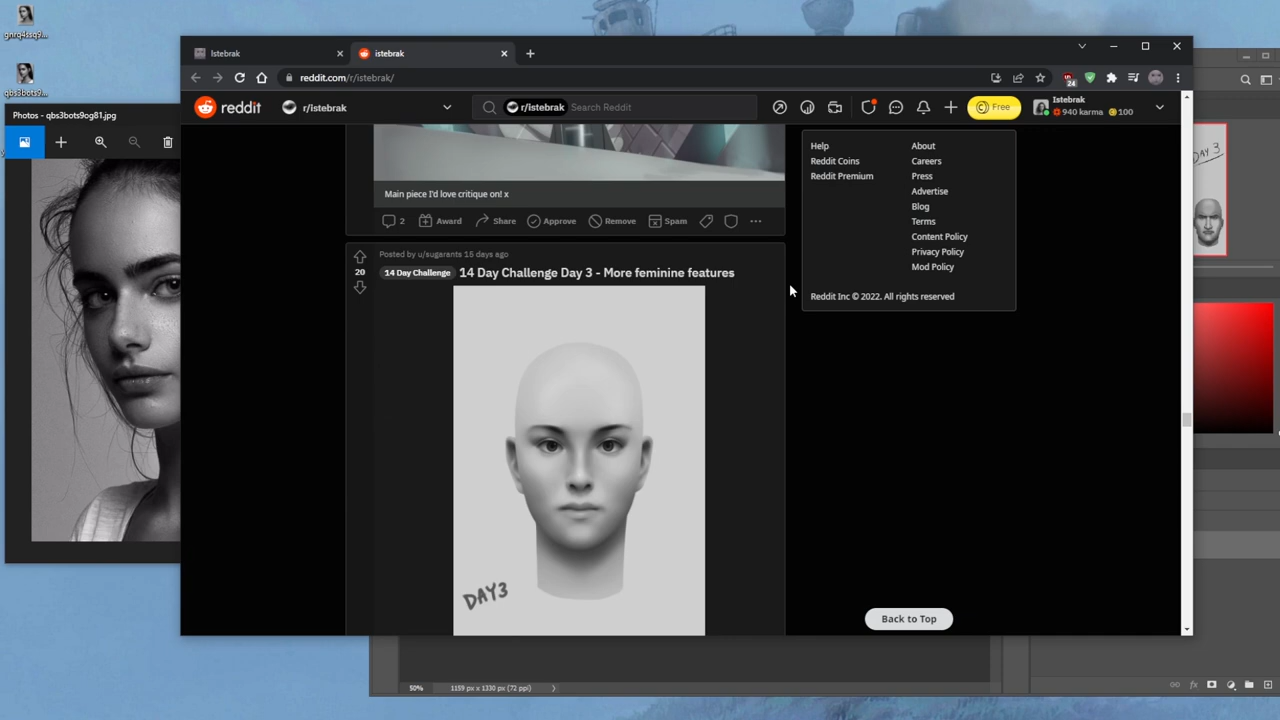 gnrq4ssq9...
qbs3bots9...
Photos - qbs3bots9og81.jpg
Istebrak
istebrak
reddit.com/r/istebrak/
24
reddit
r/istebrak
r/istebrak Search Reddit
Free
Istebrak
940 karma 100
Main piece I'd love critique on! x
2 Award Share Approve Remove Spam
Posted by u/sugarants 15 days ago
20
14 Day Challenge 14 Day Challenge Day 3 - More feminine features
DAY3
Help
Reddit Coins
Reddit Premium
About
Careers
Press
Advertise
Blog
Terms
Content Policy
Privacy Policy
Mod Policy
Reddit Inc © 2022. All rights reserved
Back to Top
DAY 3
50% 1159 px x 1330 px (72 ppi)
fx